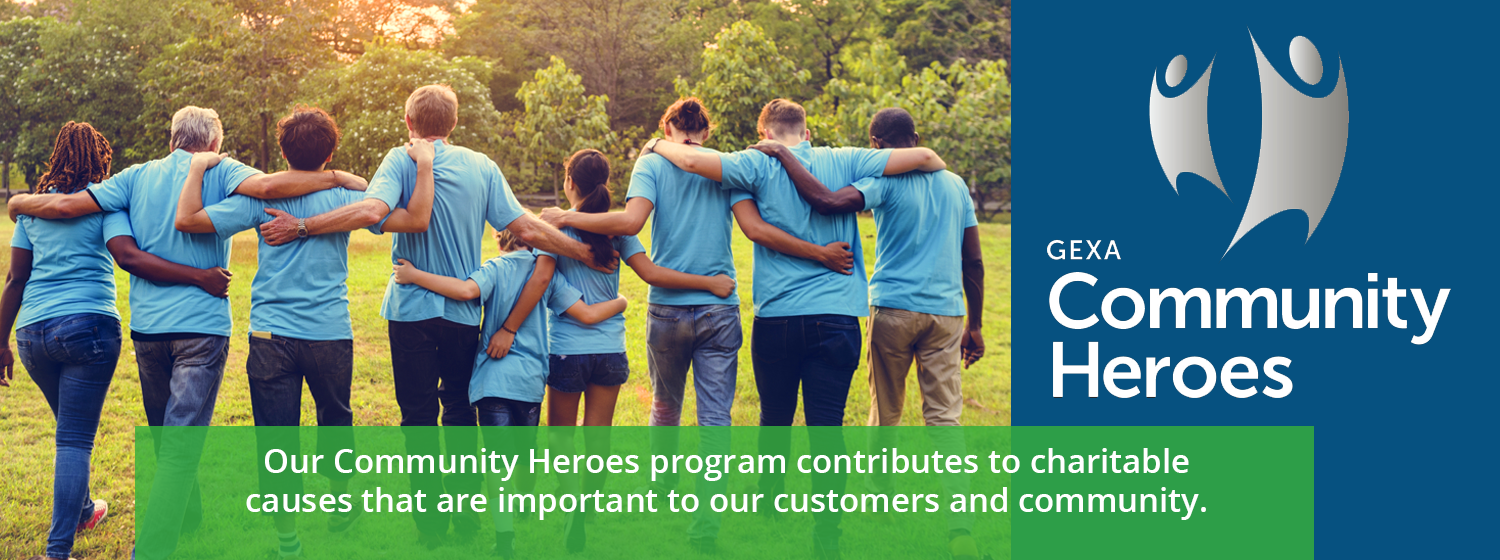 GEXA
Community
Heroes
Our Community Heroes program contributes to charitable
causes that are important to our customers and community.